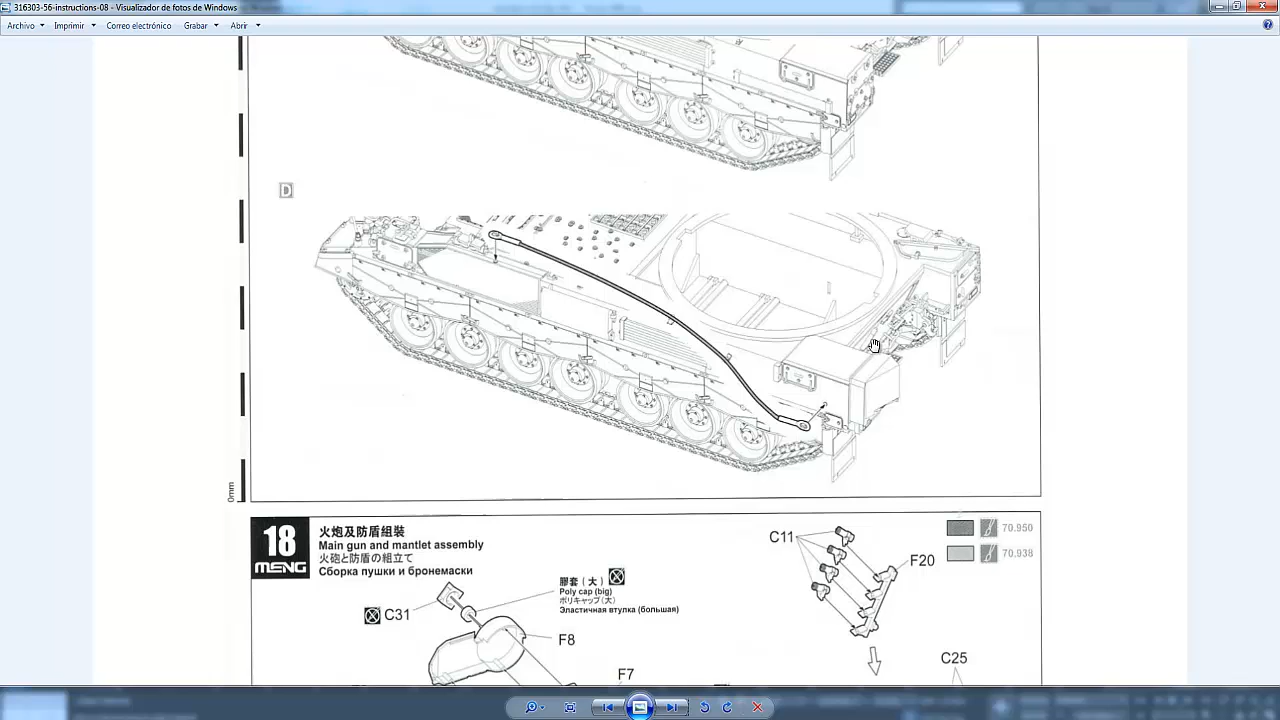 316303-56-instructions-08 - Visualizador de fotos de Windows
Archivo Imprimir Correo electrónico Grabar Abrir
D
0mm
18
MENG
火炮及防盾組裝
Main gun and mantlet assembly
火砲と防盾の組立て
Сборка пушки и бронемаски
C11
70.950
70.938
F20
膠套（大）
Poly cap (big)
ポリキャップ(大)
Эластичная втулка (большая)
C31
F8
F7
C25